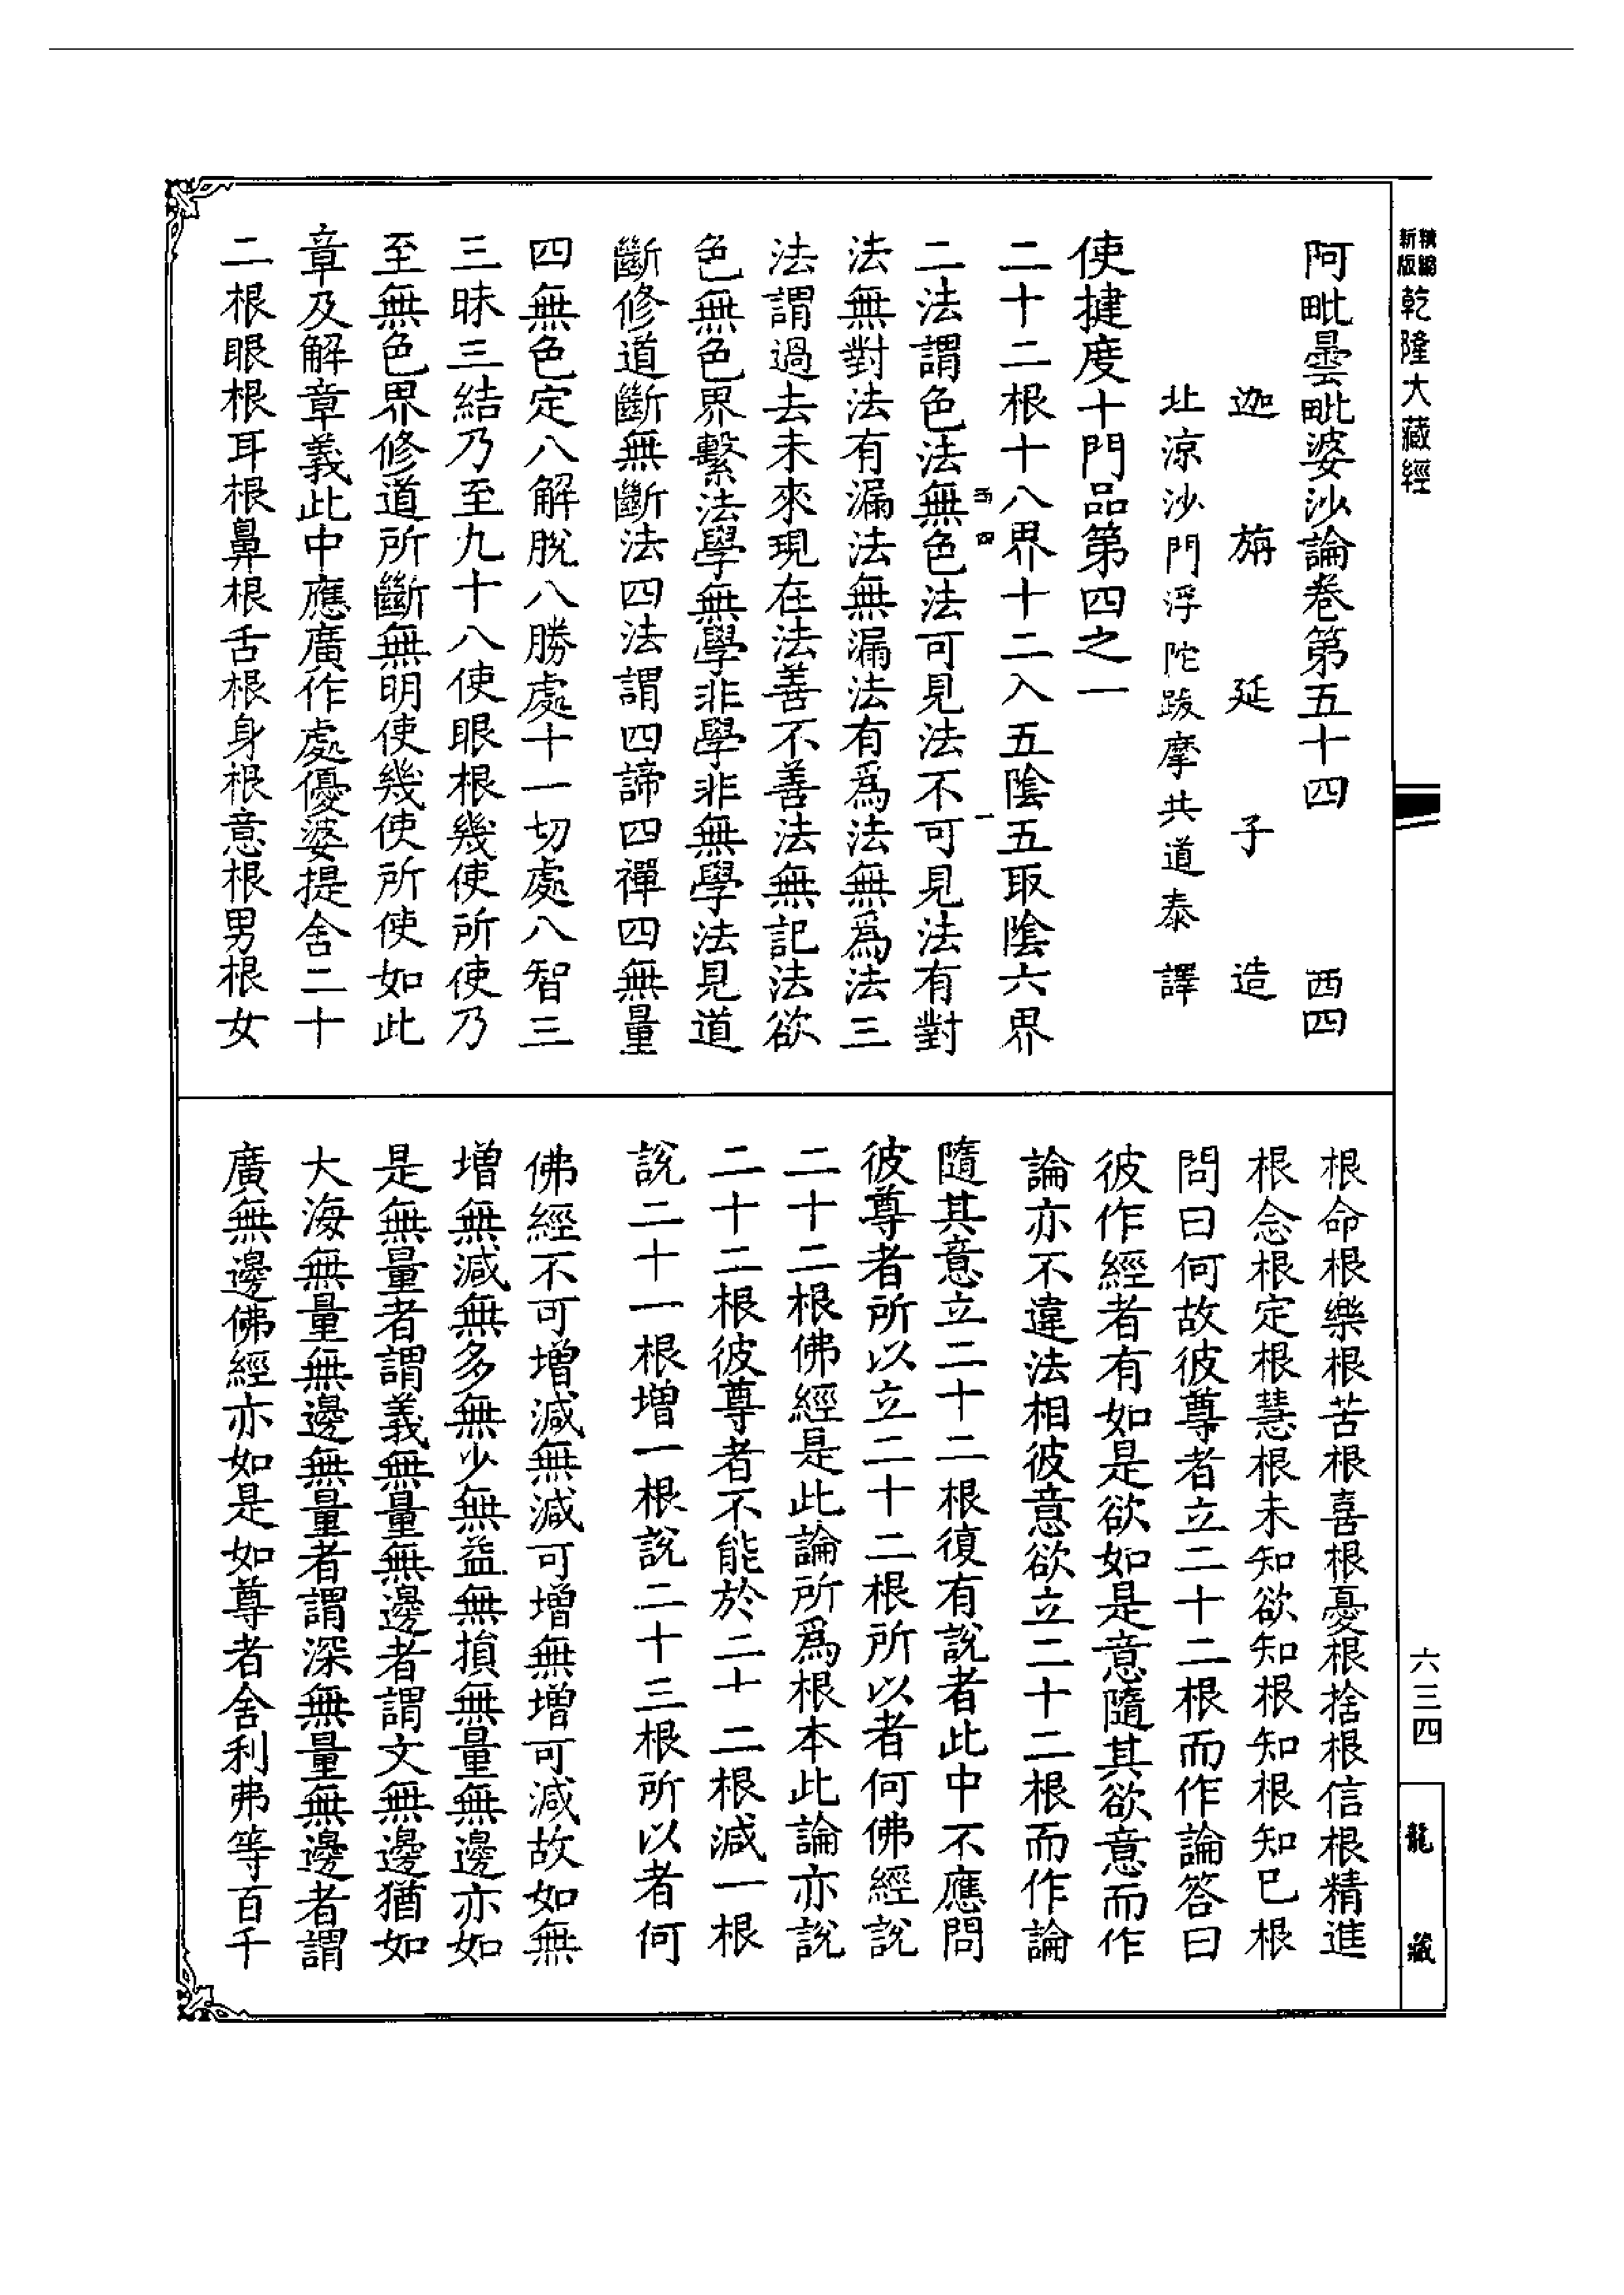 精縮新版乾隆大藏經
阿毗曇毗婆沙論卷第五十四 西四
迦旃延子造
北涼沙門浮陀跋摩共道泰譯
使揵度十門品第四之一
二十二根十八界十二入五陰五取陰六界
西四 一
二法謂色法無色法可見法不可見法有對
法無對法有漏法無漏法有為法無為法三
法謂過去未來現在法善不善法無記法欲
色無色界繫法學無學非學非無學法見道
斷修道斷無斷法四法謂四諦四禪四無量
四無色定八解脫八勝處十一切處八智三
三昧三結乃至九十八使眼根幾使所使乃
至無色界修道所斷無明使幾使所使如此
章及解章義此中應廣作處優婆提舍二十
二根眼根耳根鼻根舌根身根意根男根女
根命根樂根苦根喜根憂根捨根信根精進
根念根定根慧根未知欲知根知根知已根
問曰何故彼尊者立二十二根而作論答曰
彼作經者有如是欲如是意隨其欲意而作
論亦不違法相彼意欲立二十二根而作論
隨其意立二十二根復有說者此中不應問
彼尊者所以立二十二根所以者何佛經說
二十二根佛經是此論所為根本此論亦說
二十二根彼尊者不能於二十二根減一根
說二十一根增一根說二十三根所以者何
佛經不可增減無減可增無增可減故如無
增無減無多無少無益無損無量無邊亦如
是無量者謂義無量無邊者謂文無邊猶如
大海無量無邊無量者謂深無量無邊者謂
廣無邊佛經亦如是如尊者舍利弗等百千
六三四
龍藏